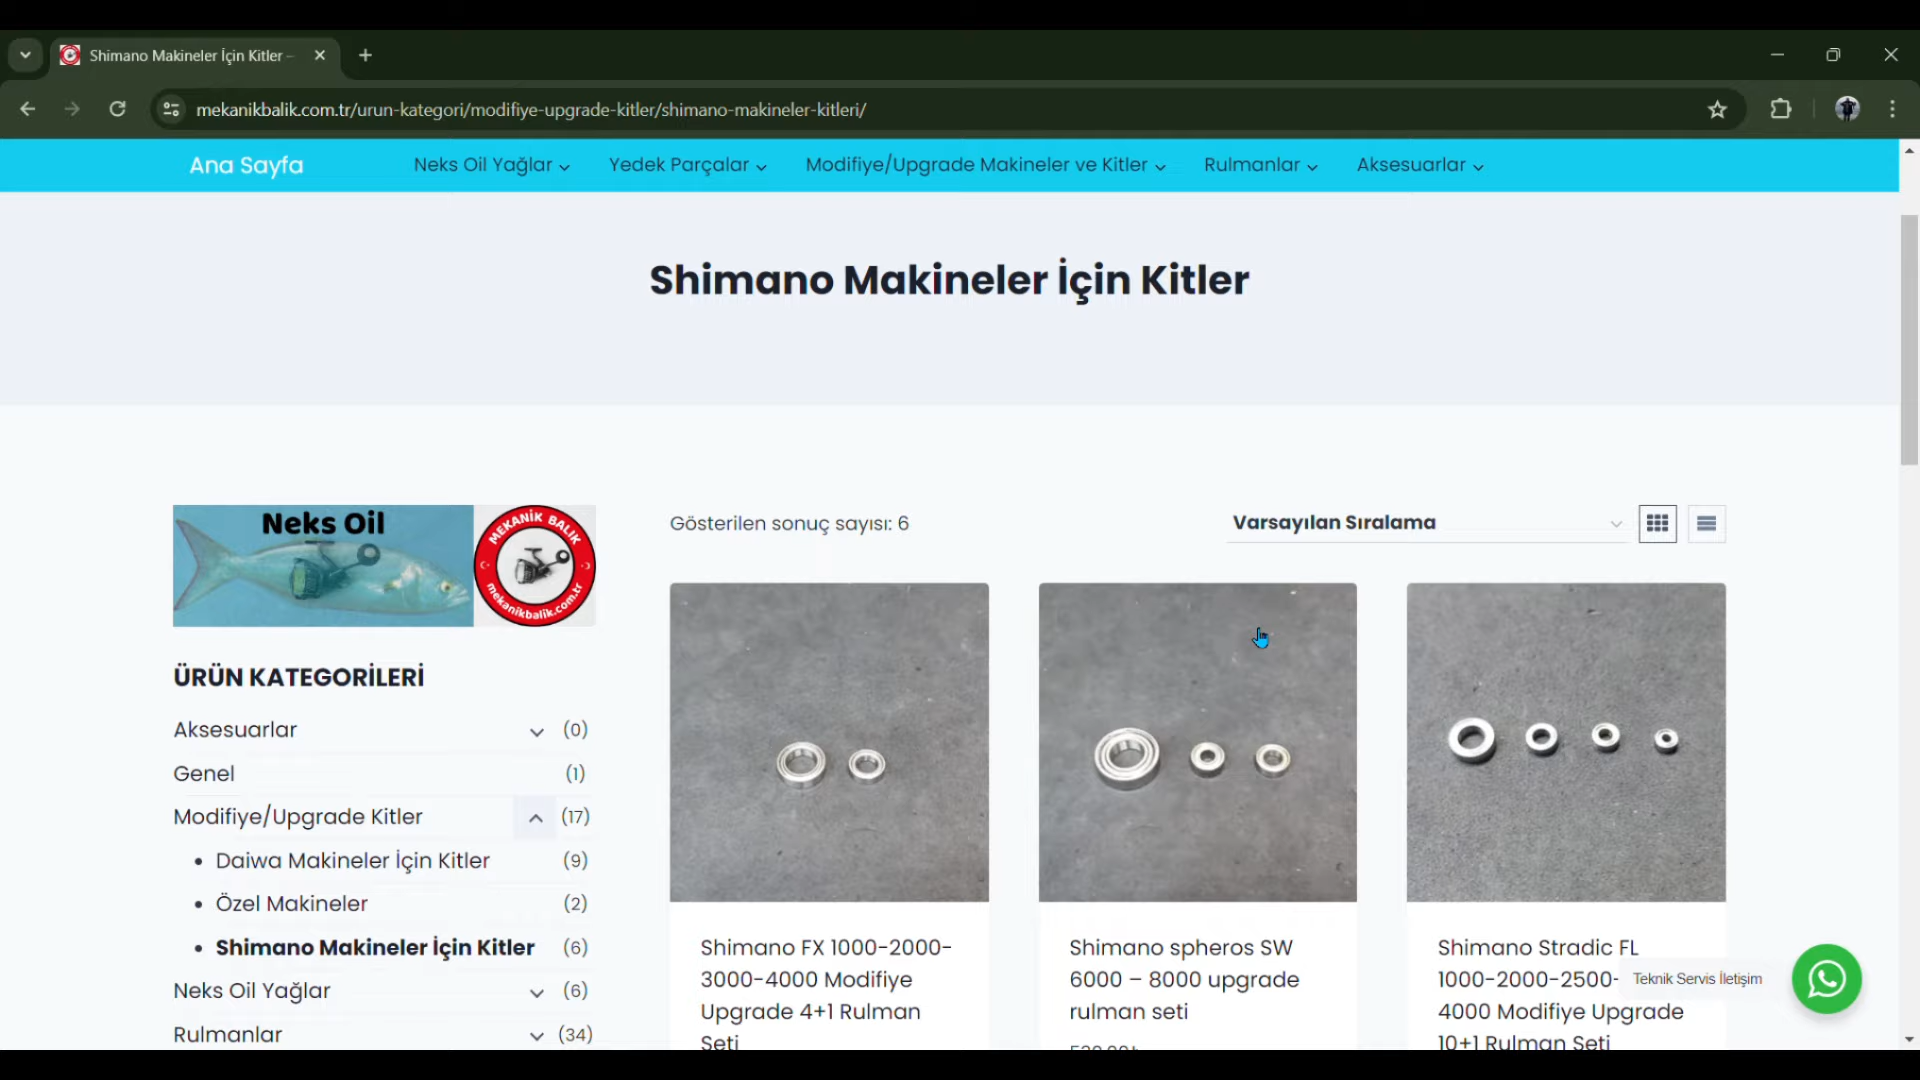 Shimano Makineler İçin Kitler –
mekanikbalik.com.tr/urun-kategori/modifiye-upgrade-kitler/shimano-makineler-kitleri/
Ana Sayfa
Neks Oil Yağlar
Yedek Parçalar
Modifiye/Upgrade Makineler ve Kitler
Rulmanlar
Aksesuarlar
Shimano Makineler İçin Kitler
Neks Oil
MEKANİK BALIK
mekanikbalik.com.tr
Gösterilen sonuç sayısı: 6
Varsayılan Sıralama
ÜRÜN KATEGORİLERİ
Aksesuarlar (0)
Genel (1)
Modifiye/Upgrade Kitler (17)
• Daiwa Makineler İçin Kitler (9)
• Özel Makineler (2)
• Shimano Makineler İçin Kitler (6)
Neks Oil Yağlar (6)
Rulmanlar (34)
Shimano FX 1000-2000-
3000-4000 Modifiye
Upgrade 4+1 Rulman
Seti
Shimano spheros SW
6000 – 8000 upgrade
rulman seti
Shimano Stradic FL
1000-2000-2500-
4000 Modifiye Upgrade
10+1 Rulman Seti
Teknik Servis İletişim